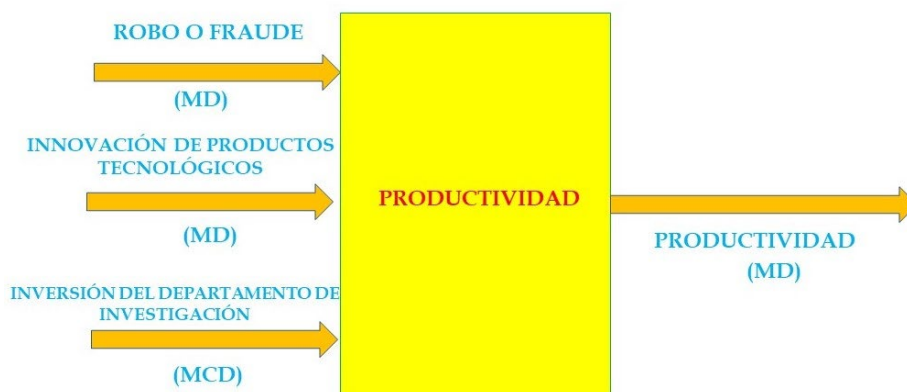 ROBO O FRAUDE
(MD)
INNOVACIÓN DE PRODUCTOS
TECNOLÓGICOS
(MD)
INVERSIÓN DEL DEPARTAMENTO DE
INVESTIGACIÓN
(MCD)
PRODUCTIVIDAD
PRODUCTIVIDAD
(MD)